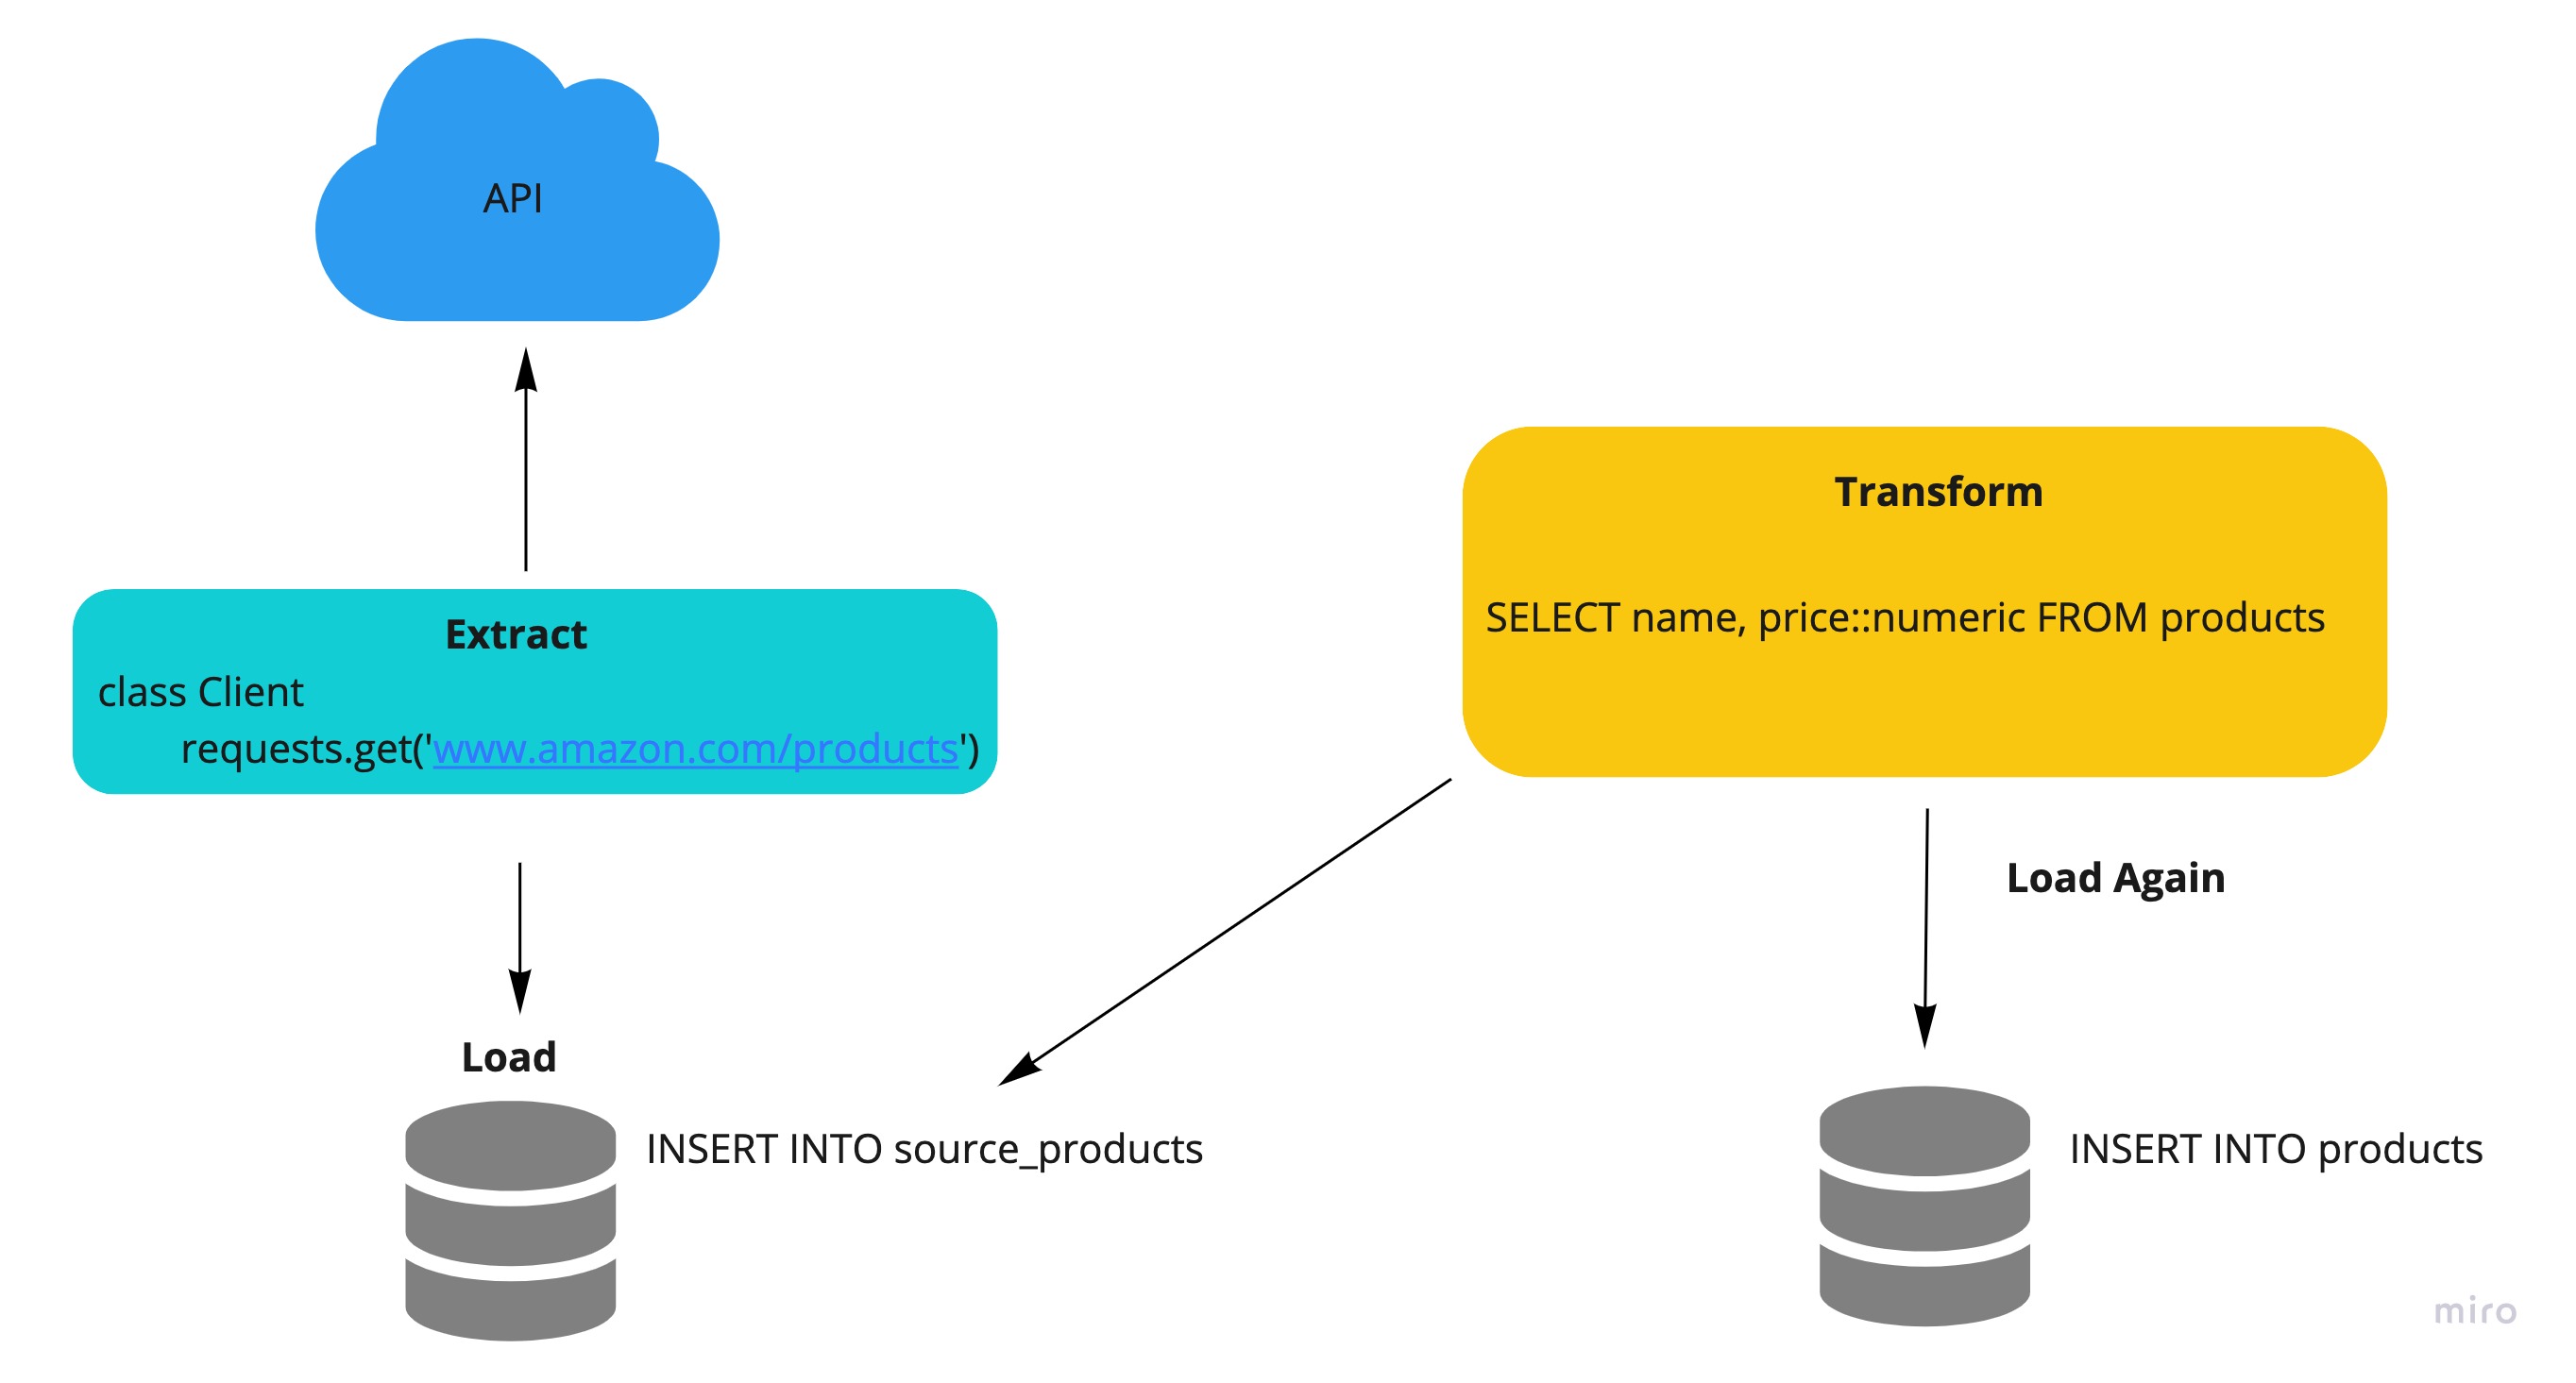 API
Extract
class Client
requests.get('www.amazon.com/products')
Load
INSERT INTO source_products
Transform
SELECT name, price::numeric FROM products
Load Again
INSERT INTO products
miro